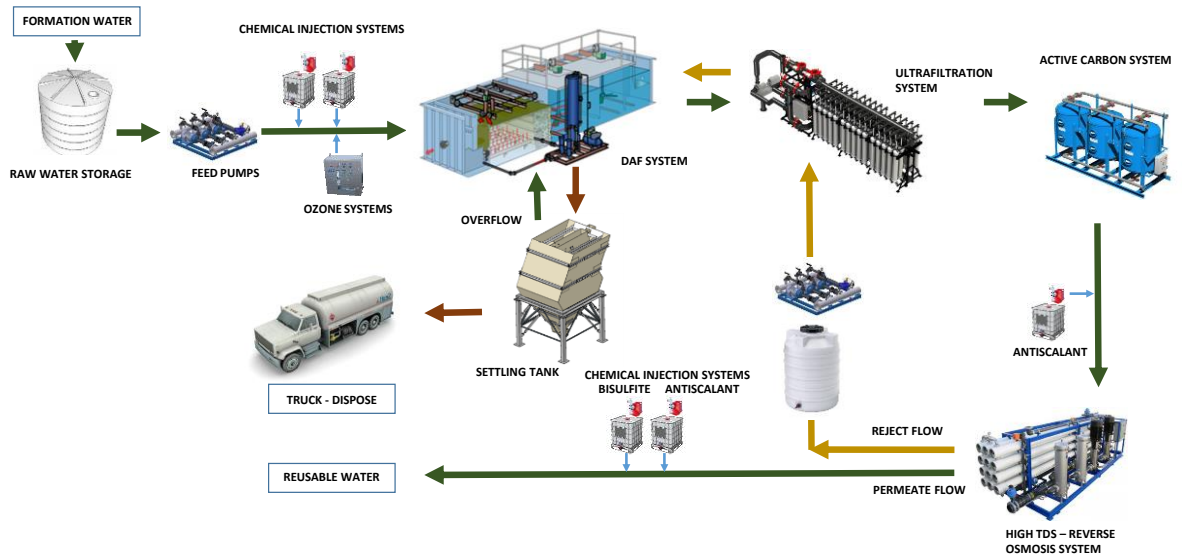 FORMATION WATER
CHEMICAL INJECTION SYSTEMS
RAW WATER STORAGE
FEED PUMPS
OZONE SYSTEMS
DAF SYSTEM
ULTRAFILTRATION
SYSTEM
ACTIVE CARBON SYSTEM
OVERFLOW
SETTLING TANK
TRUCK - DISPOSE
CHEMICAL INJECTION SYSTEMS
BISULFITE ANTISCALANT
ANTISCALANT
REJECT FLOW
REUSABLE WATER
PERMEATE FLOW
HIGH TDS – REVERSE
OSMOSIS SYSTEM